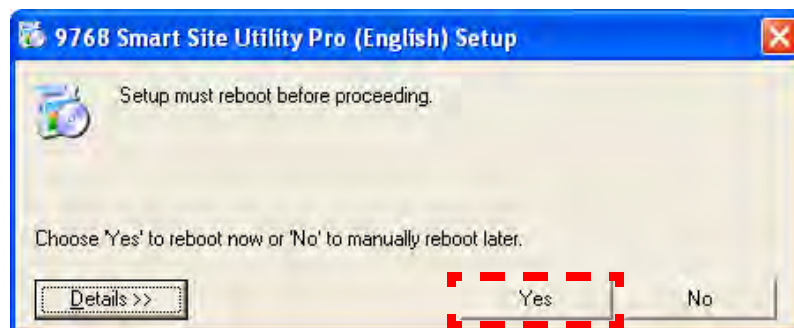 9768 Smart Site Utility Pro (English) Setup
Setup must reboot before proceeding.
Choose 'Yes' to reboot now or 'No' to manually reboot later.
Details >>
Yes
No